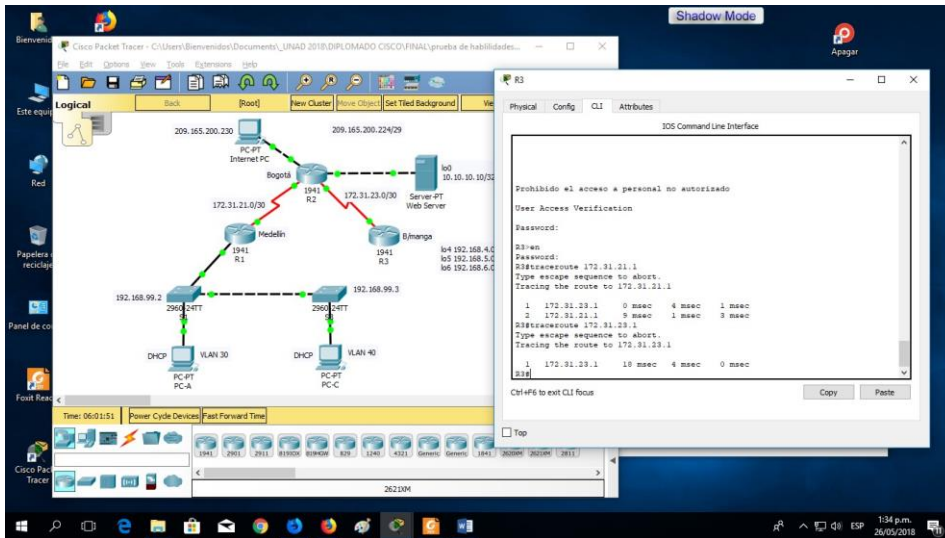 Shadow Mode
Bienvenid
Apagar
Cisco Packet Tracer - C:\Users\Bienvenidos\Documents\_UNAD 2018\DIPLOMADO CISCO\FINAL\prueba de habilidades...
File Edit Options View Tools Extensions Help
Logical Back [Root] New Cluster Move Object Set Tiled Background Vie
Este equip
Red
Papelera
reciclaje
Panel de co
Foxit Reac
Cisco Pac
Tracer
209.165.200.230
209.165.200.224/29
PC-PT
Internet PC
Bogotá
1941
R2
lo0
10.10.10.10/32
Server-PT
Web Server
172.31.21.0/30
172.31.23.0/30
Medellín
1941
R1
B/manga
1941
R3
lo4 192.168.4.0
lo5 192.168.5.0
lo6 192.168.6.0
192.168.99.2
2960-24TT
192.168.99.3
2960-24TT
DHCP
VLAN 30
PC-PT
PC-A
DHCP
VLAN 40
PC-PT
PC-C
Time: 06:01:51 Power Cycle Devices Fast Forward Time
1941 2901 2911 819IOX 819HGW 829 1240 4321 Generic Generic 1841 2620XM 2621XM 2811
2621XM
R3
Physical Config CLI Attributes
IOS Command Line Interface
Prohibido el acceso a personal no autorizado
User Access Verification
Password:
R3>en
Password:
R3#traceroute 172.31.21.1
Type escape sequence to abort.
Tracing the route to 172.31.21.1
1 172.31.23.1 0 msec 4 msec 1 msec
2 172.31.21.1 9 msec 1 msec 3 msec
R3#traceroute 172.31.23.1
Type escape sequence to abort.
Tracing the route to 172.31.23.1
1 172.31.23.1 18 msec 4 msec 0 msec
R3#
Ctrl+F6 to exit CLI focus
Copy Paste
Top
ESP
1:34 p.m.
26/05/2018